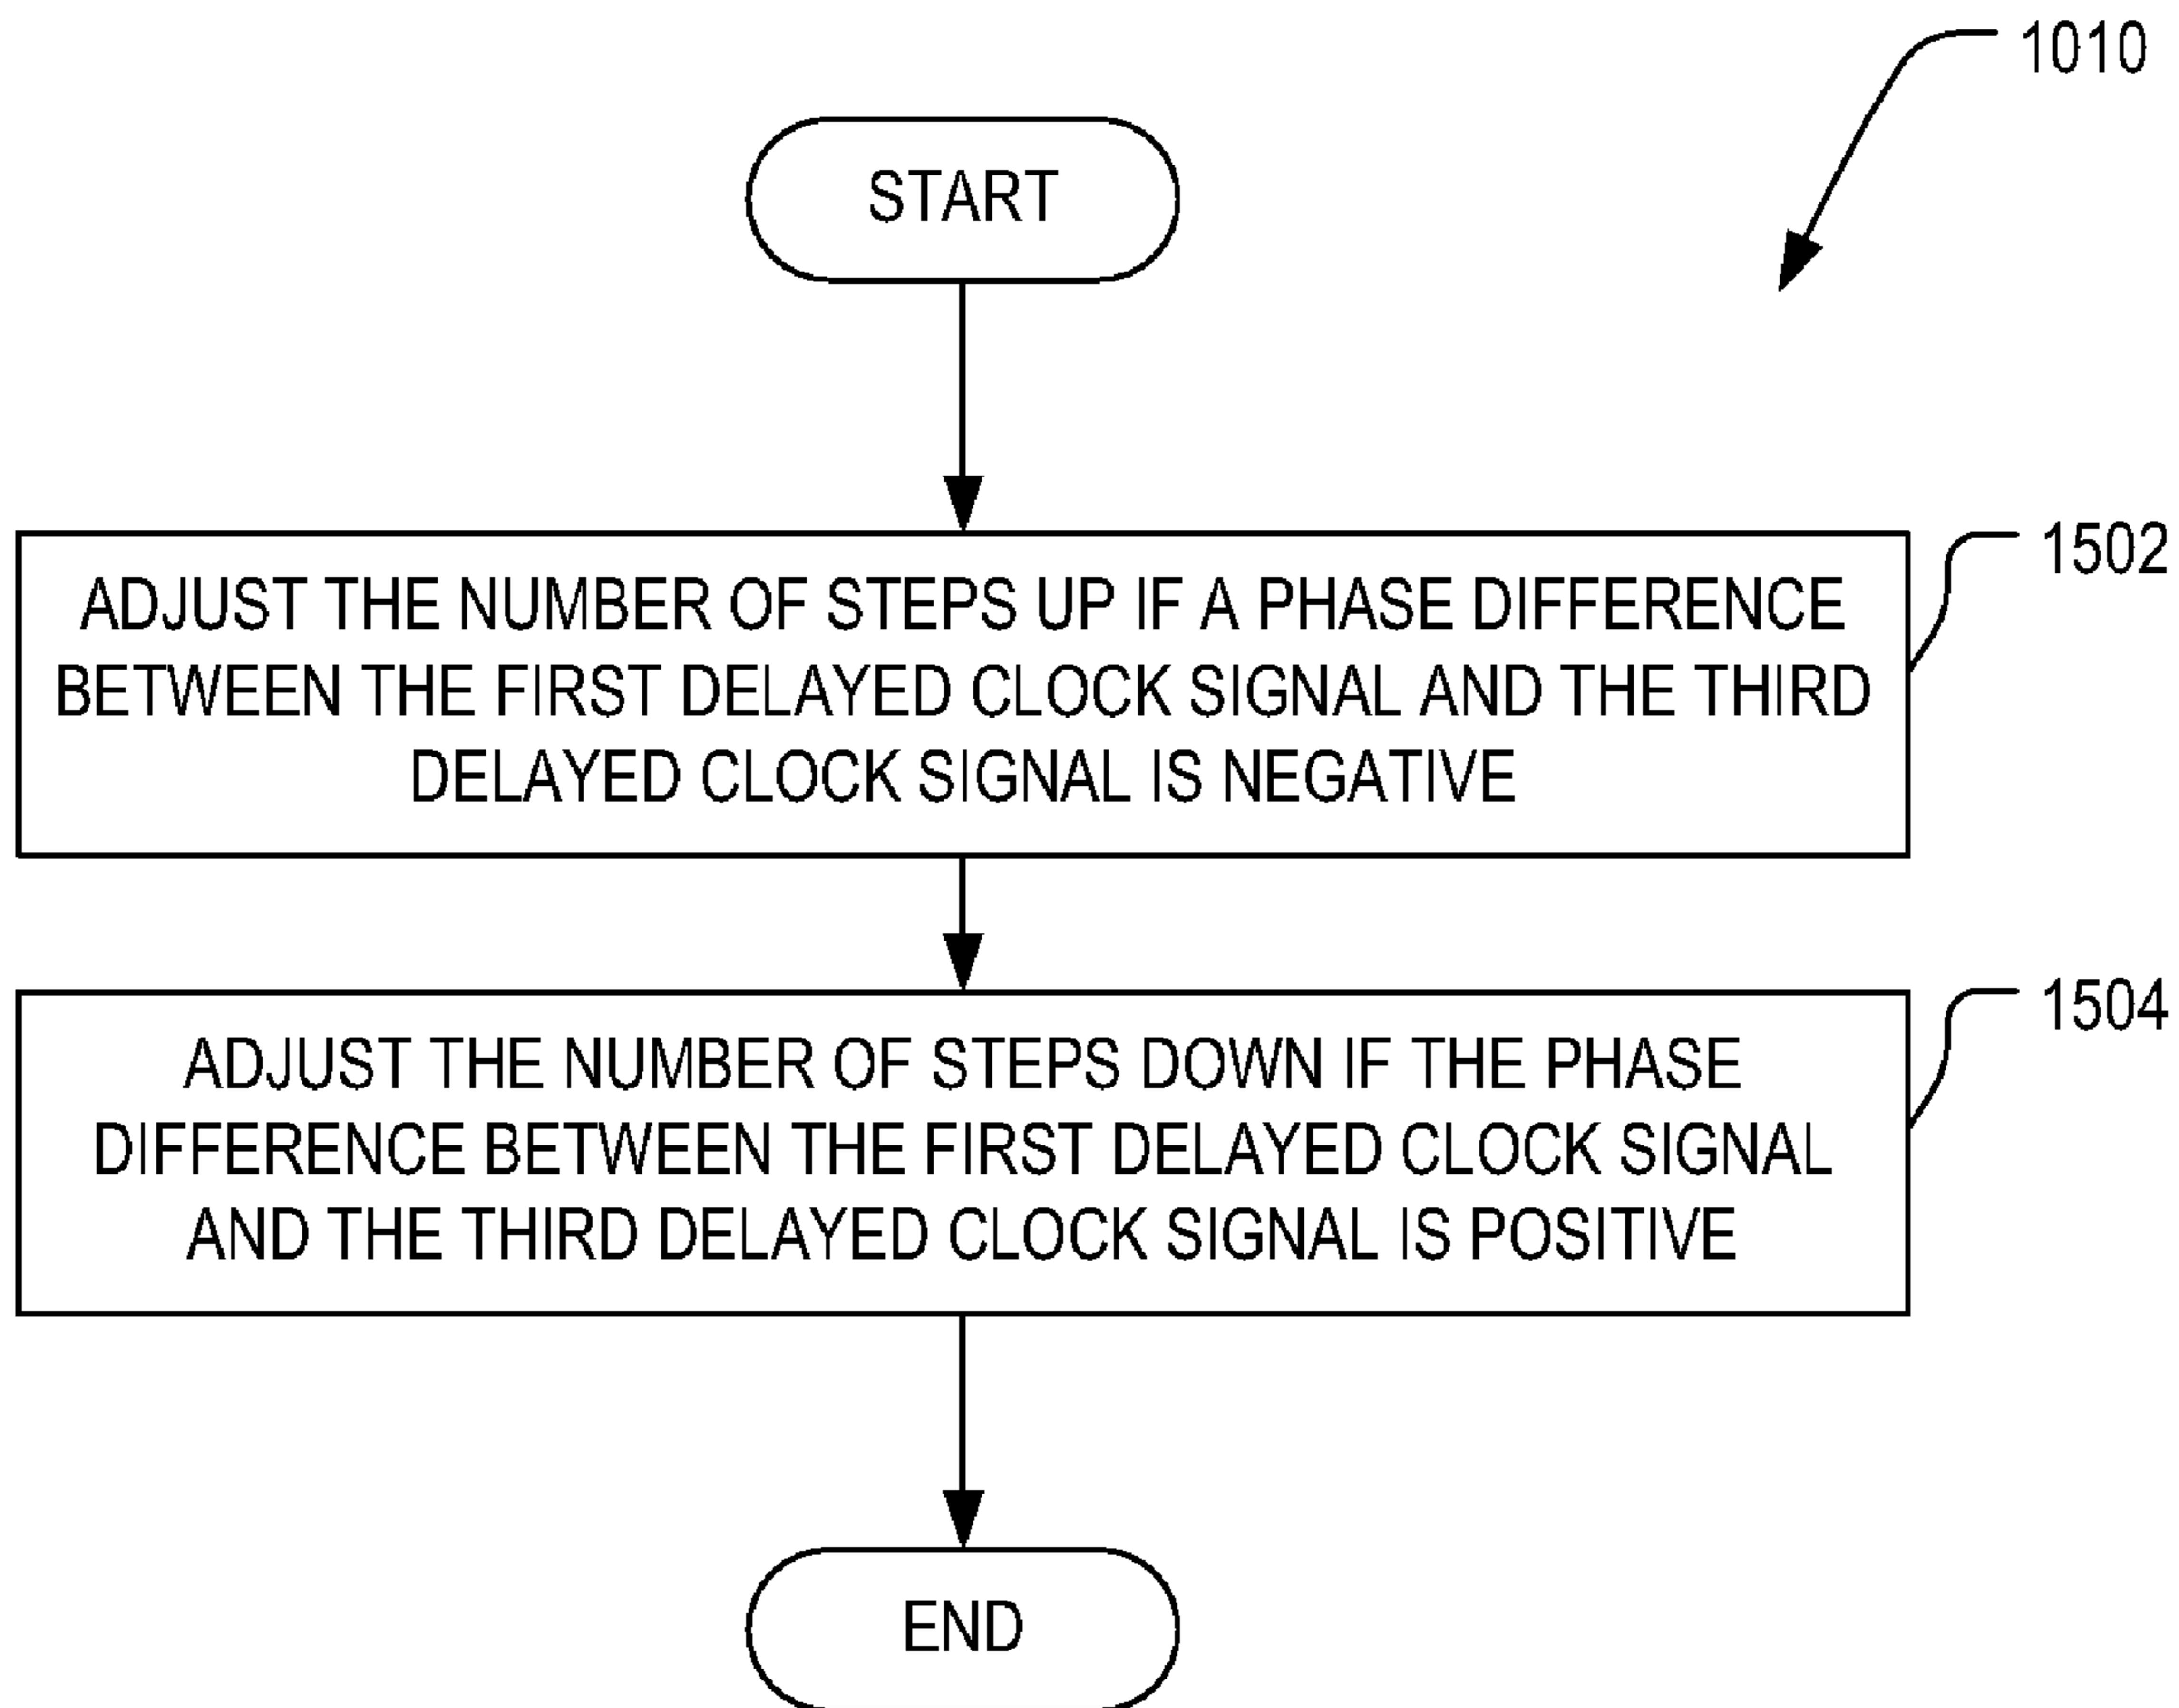 1010
START
ADJUST THE NUMBER OF STEPS UP IF A PHASE DIFFERENCE
BETWEEN THE FIRST DELAYED CLOCK SIGNAL AND THE THIRD
DELAYED CLOCK SIGNAL IS NEGATIVE
1502
ADJUST THE NUMBER OF STEPS DOWN IF THE PHASE
DIFFERENCE BETWEEN THE FIRST DELAYED CLOCK SIGNAL
AND THE THIRD DELAYED CLOCK SIGNAL IS POSITIVE
1504
END